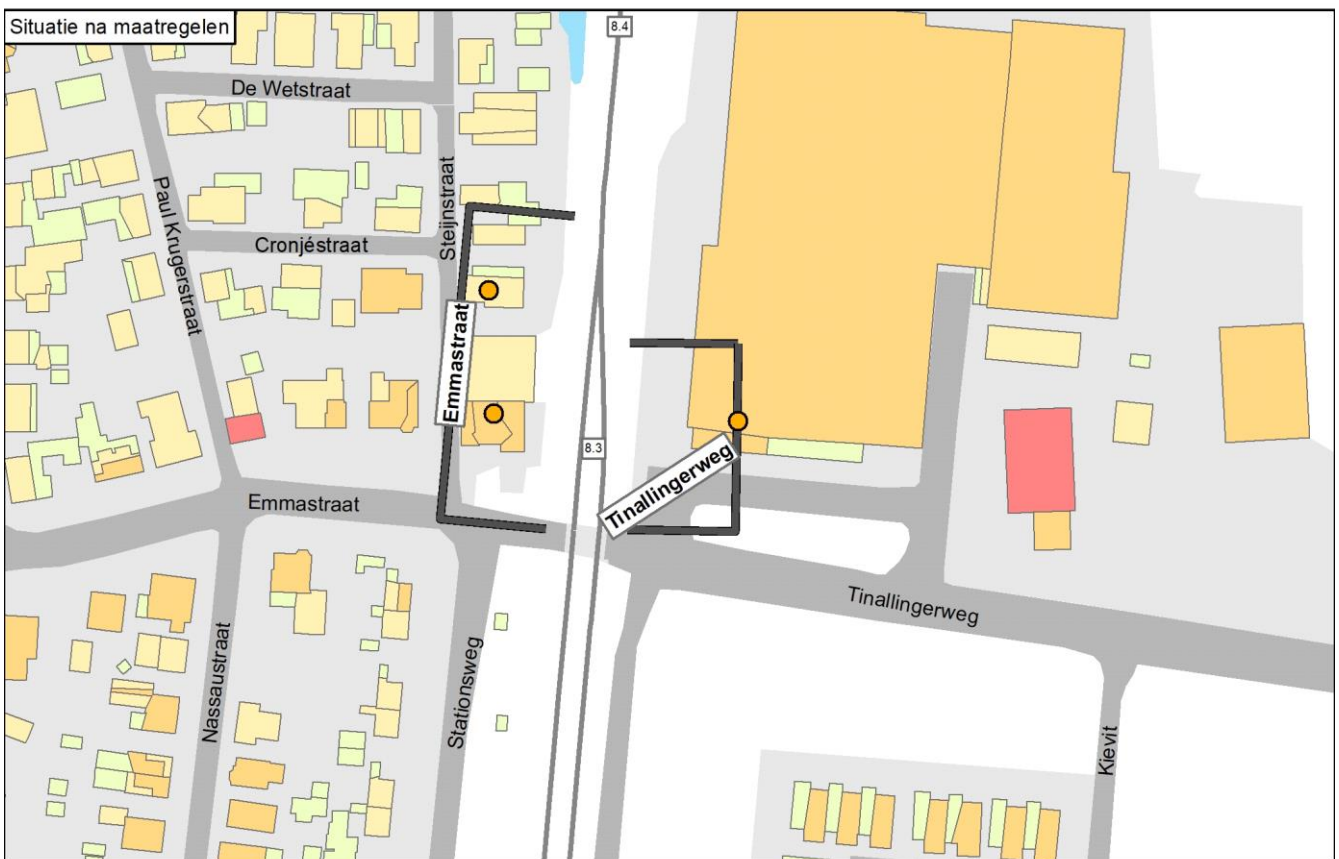 Situatie na maatregelen
8.4
De Wetstraat
Paul Krugerstraat
Steijnstraat
Cronjéstraat
Emmastraat
8.3
Tinallingerweg
Emmastraat
Tinallingerweg
Nassaustraat
Stationsweg
Kievit